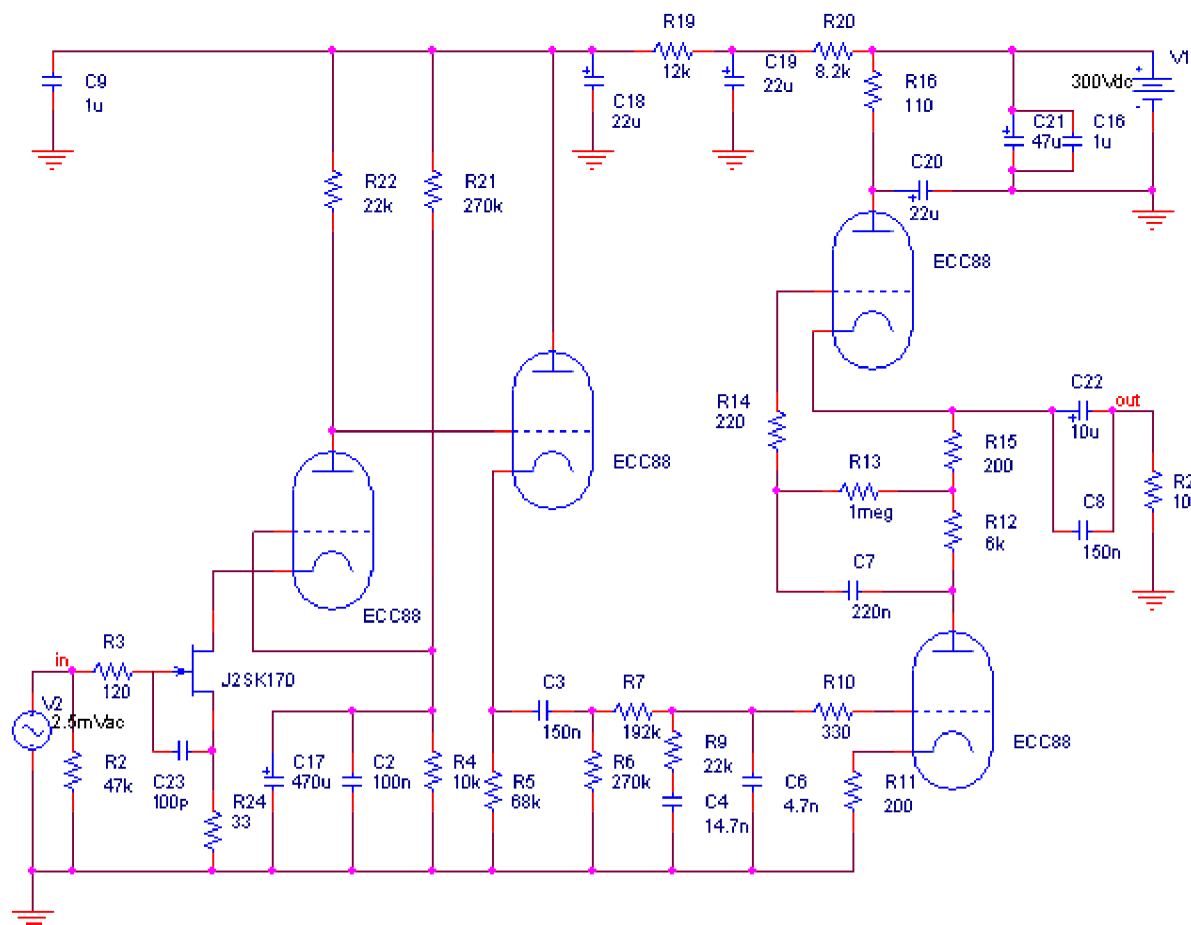 R19
12k
R20
8.2k
C9
1u
C18
22u
C19
22u
R16
110
V1
300Vdc
C21
47u
C16
1u
C20
22u
R22
22k
R21
270k
ECC88
ECC88
ECC88
R14
220
R13
1meg
R15
200
R12
6k
C7
220n
C22
10u
out
C8
150n
R2
10
in
R3
120
J2SK170
V2
2.5mVac
R2
47k
C23
100p
R24
33
C17
470u
C2
100n
R4
10k
R5
68k
C3
150n
R7
192k
R6
270k
R9
22k
C4
14.7n
C6
4.7n
R10
330
R11
200
ECC88